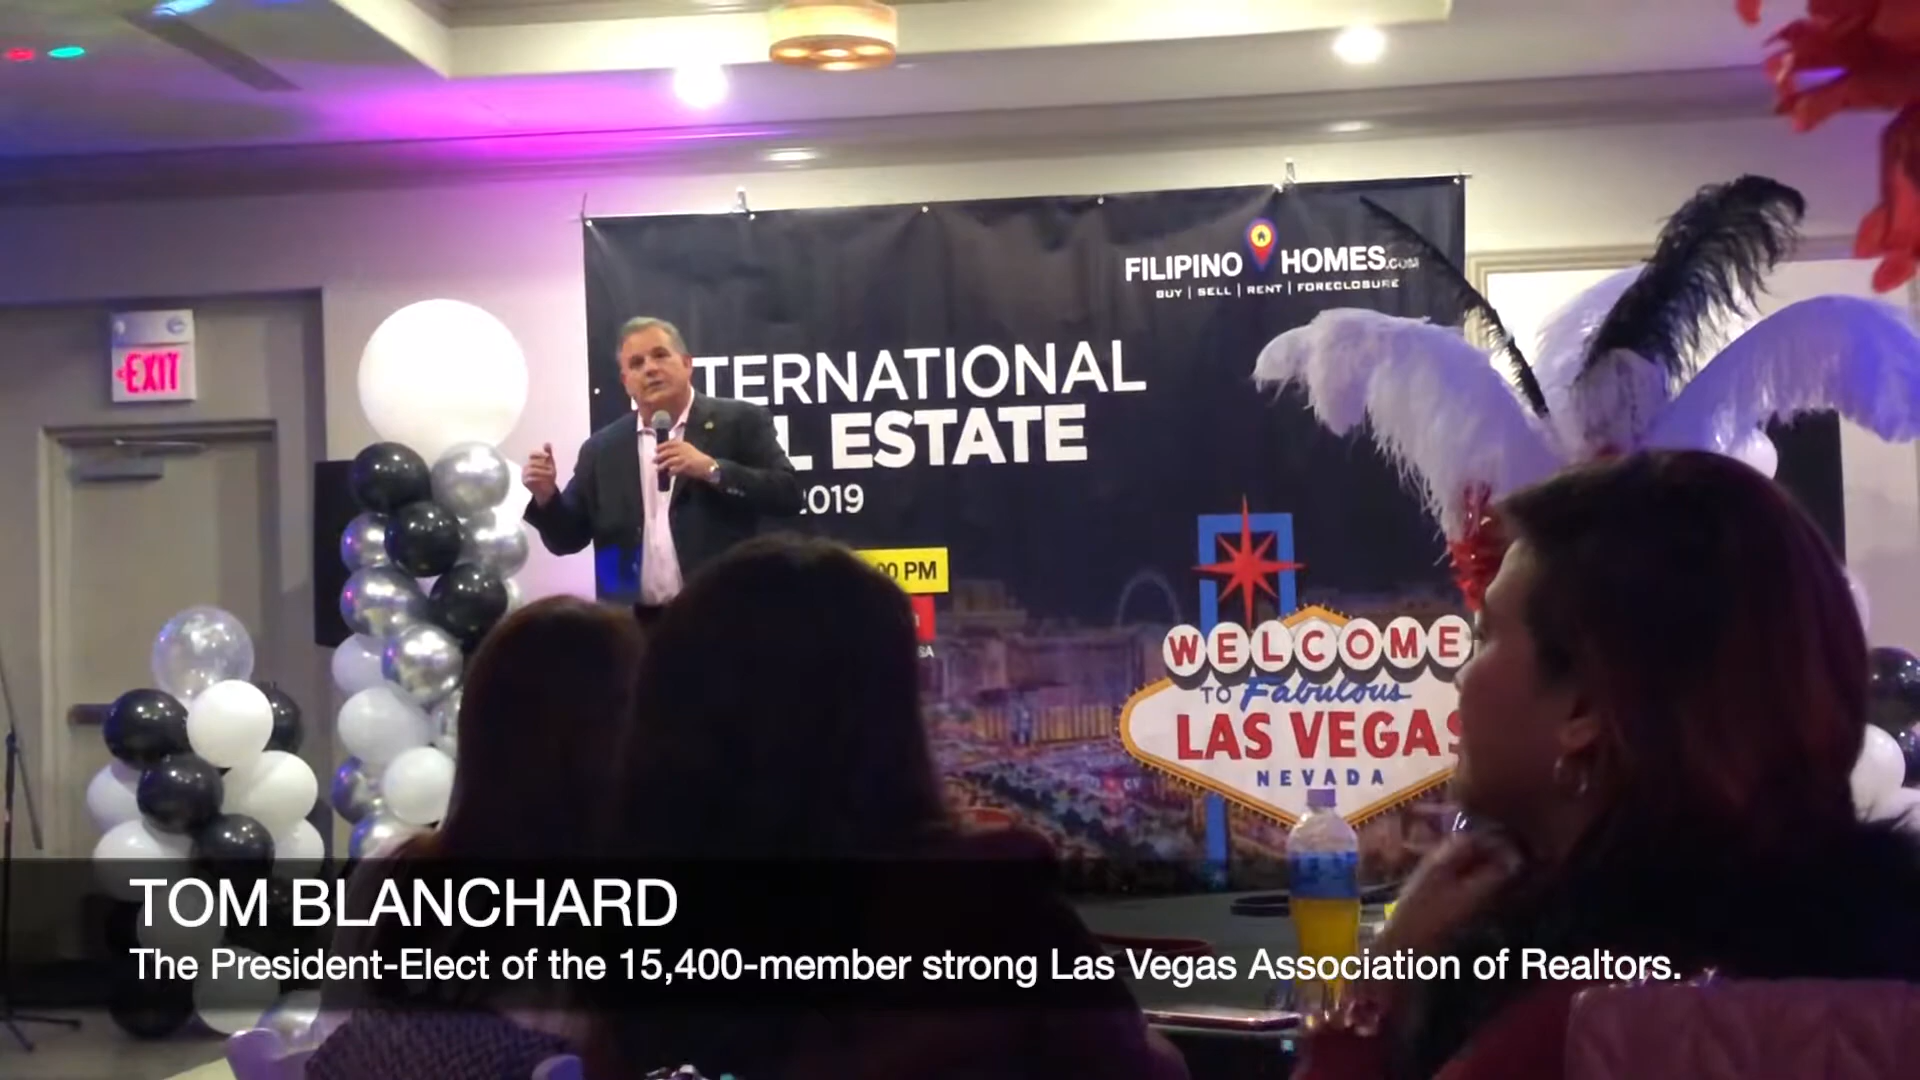 EXIT
FILIPINO HOMES.COM
BUY | SELL | RENT | FORECLOSURE
TERNATIONAL
L ESTATE
2019
00 PM
WELCOME
TO Fabulous
LAS VEGAS
NEVADA
TOM BLANCHARD
The President-Elect of the 15,400-member strong Las Vegas Association of Realtors.